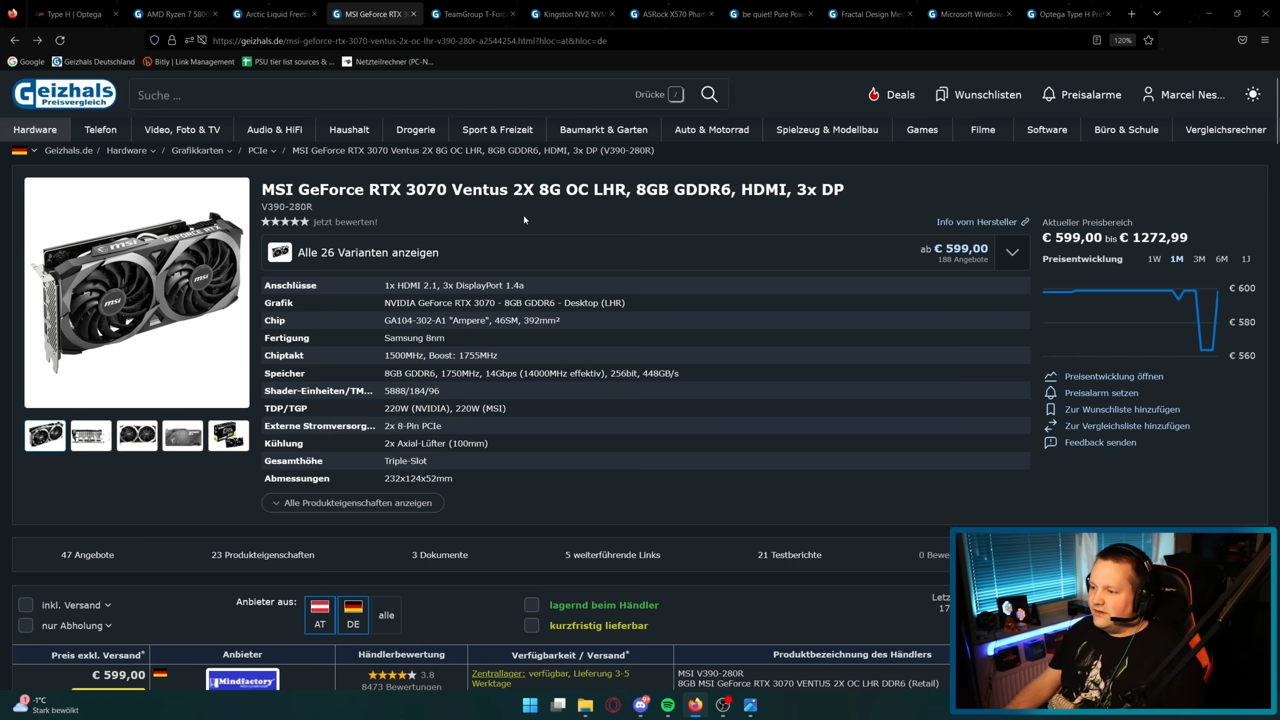 Type H | Optega
AMD Ryzen 7 580
Arctic Liquid Freez
MSI GeForce RTX 3
TeamGroup T-Forc
Kingston NV2 NV
ASRock X570 Phan
be quiet! Pure Pow
Fractal Design Me
Microsoft Window
Optega Type H Pre
https://geizhals.de/msi-geforce-rtx-3070-ventus-2x-oc-lhr-v390-280r-a2544254.html?hloc=at&hloc=de
120%
Google
Geizhals Deutschland
Bitly | Link Management
PSU tier list sources & ...
Netzteilrechner (PC-N...
Geizhals
Preisvergleich
Suche ...
Drücke /
Deals
Wunschlisten
Preisalarme
Marcel Nes...
Hardware
Telefon
Video, Foto & TV
Audio & HiFi
Haushalt
Drogerie
Sport & Freizeit
Baumarkt & Garten
Auto & Motorrad
Spielzeug & Modellbau
Games
Filme
Software
Büro & Schule
Vergleichsrechner
Geizhals.de / Hardware / Grafikkarten / PCIe / MSI GeForce RTX 3070 Ventus 2X 8G OC LHR, 8GB GDDR6, HDMI, 3x DP (V390-280R)
MSI GeForce RTX 3070 Ventus 2X 8G OC LHR, 8GB GDDR6, HDMI, 3x DP
V390-280R
jetzt bewerten!
Info vom Hersteller
Alle 26 Varianten anzeigen
ab € 599,00
188 Angebote
Anschlüsse 1x HDMI 2.1, 3x DisplayPort 1.4a
Grafik NVIDIA GeForce RTX 3070 - 8GB GDDR6 - Desktop (LHR)
Chip GA104-302-A1 "Ampere", 46SM, 392mm²
Fertigung Samsung 8nm
Chiptakt 1500MHz, Boost: 1755MHz
Speicher 8GB GDDR6, 1750MHz, 14Gbps (14000MHz effektiv), 256bit, 448GB/s
Shader-Einheiten/TM... 5888/184/96
TDP/TGP 220W (NVIDIA), 220W (MSI)
Externe Stromversorg... 2x 8-Pin PCIe
Kühlung 2x Axial-Lüfter (100mm)
Gesamthöhe Triple-Slot
Abmessungen 232x124x52mm
Alle Produkteigenschaften anzeigen
Aktueller Preisbereich
€ 599,00 bis € 1272,99
Preisentwicklung 1W 1M 3M 6M 1J
€ 600
€ 580
€ 560
Preisentwicklung öffnen
Preisalarm setzen
Zur Wunschliste hinzufügen
Zur Vergleichsliste hinzufügen
Feedback senden
47 Angebote
23 Produkteigenschaften
3 Dokumente
5 weiterführende Links
21 Testberichte
0 Bewe
inkl. Versand
nur Abholung
Anbieter aus:
AT
DE
alle
lagernd beim Händler
kurzfristig lieferbar
Letz
17
Preis exkl. Versand*
Anbieter
Händlerbewertung
Verfügbarkeit / Versand*
Produktbezeichnung des Händlers
€ 599,00
Mindfactory
3.8
8473 Bewertungen
Zentrallager: verfügbar, Lieferung 3-5
Werktage
MSI V390-280R
8GB MSI GeForce RTX 3070 VENTUS 2X OC LHR DDR6 (Retail)
-1°C
Stark bewölkt